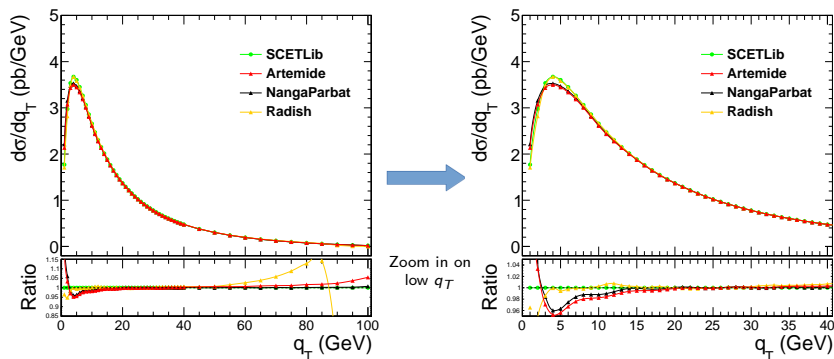 dσ/dq_T (pb/GeV)
5
4
3
2
1
0
SCETLib
Artemide
NangaParbat
Radish
Ratio
1.15
1.1
1.05
1
0.95
0.9
0.85
0 20 40 60 80 100
q_T (GeV)
Zoom in on
low q_T
dσ/dq_T (pb/GeV)
5
4
3
2
1
0
SCETLib
Artemide
NangaParbat
Radish
Ratio
1.04
1.02
1
0.98
0.96
0 5 10 15 20 25 30 35 40
q_T (GeV)